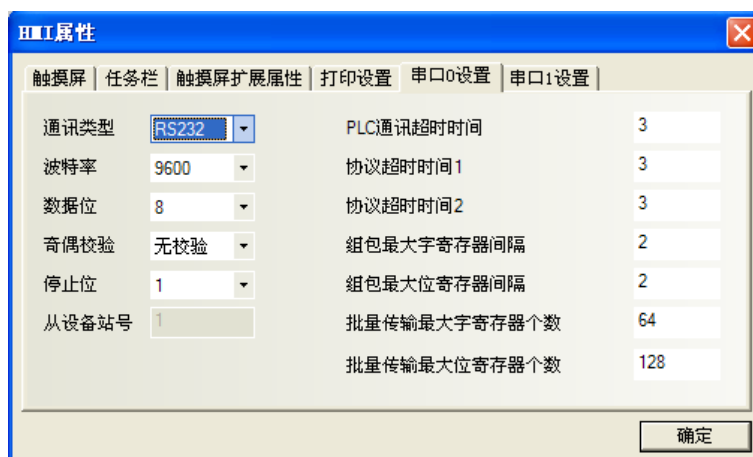 HMI属性
触摸屏 任务栏 触摸屏扩展属性 打印设置 串口0设置 串口1设置
通讯类型 RS232 PLC通讯超时时间 3
波特率 9600 协议超时时间1 3
数据位 8 协议超时时间2 3
奇偶校验 无校验 组包最大字寄存器间隔 2
停止位 1 组包最大位寄存器间隔 2
从设备站号 1 批量传输最大字寄存器个数 64
批量传输最大位寄存器个数 128
确定